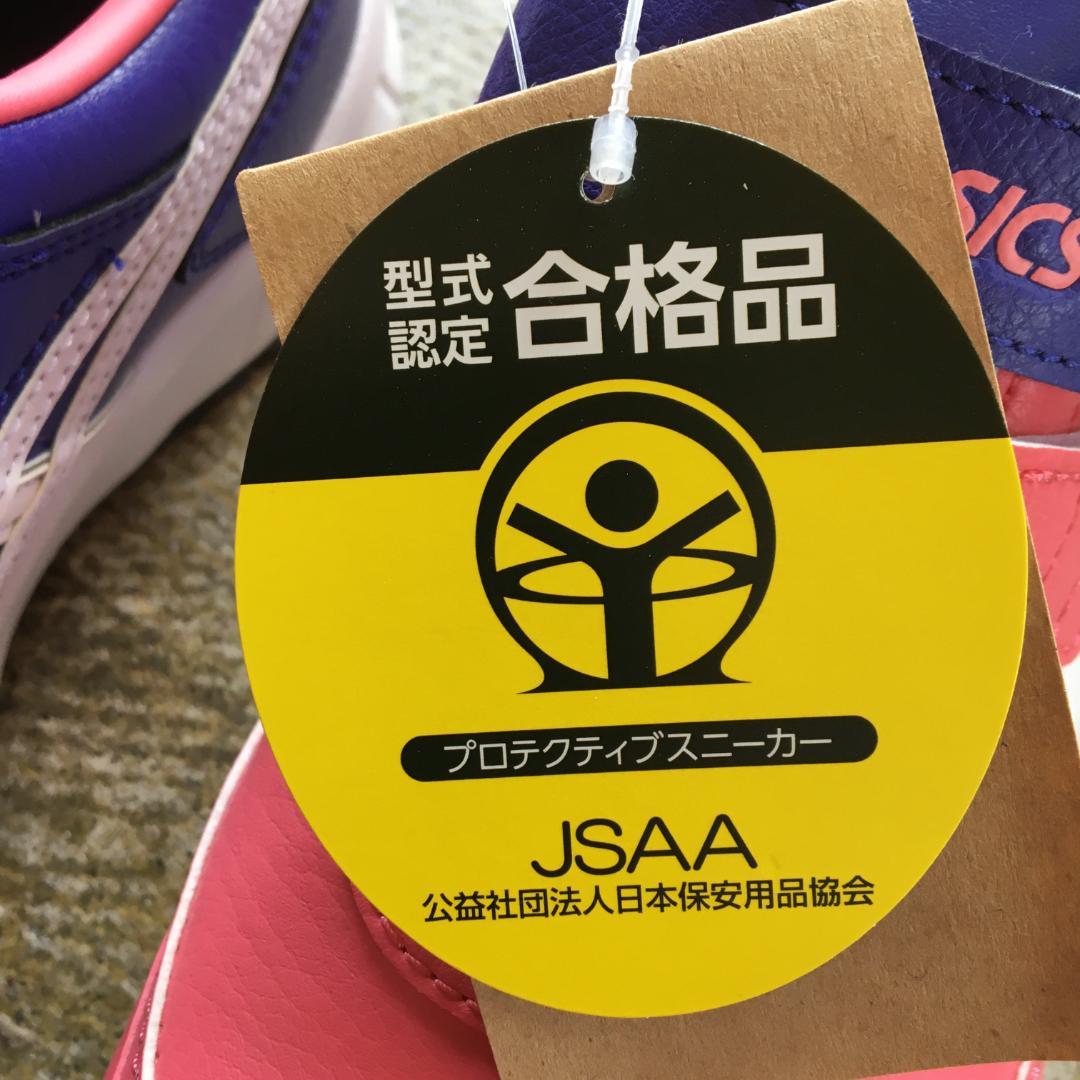 型式
認定
合格品
プロテクティブスニーカー
JSAA
公益社団法人日本保安用品協会
SICS